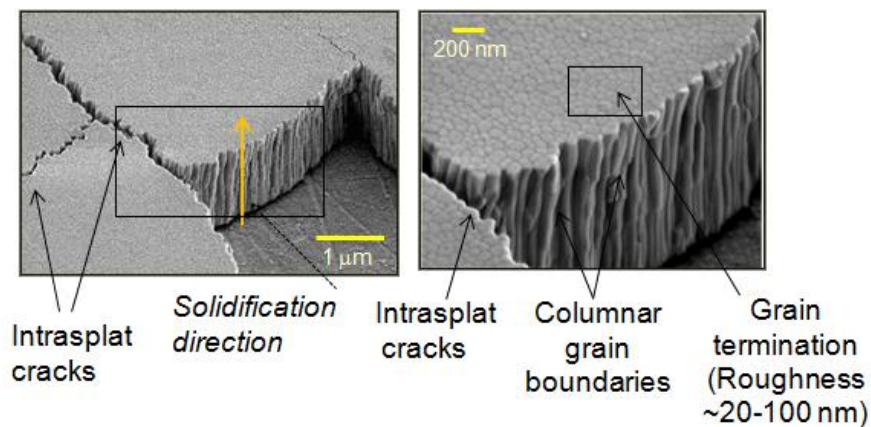 200 nm
1 μm
Intrasplat
cracks
Solidification
direction
Intrasplat
cracks
Columnar
grain
boundaries
Grain
termination
(Roughness
~20-100 nm)